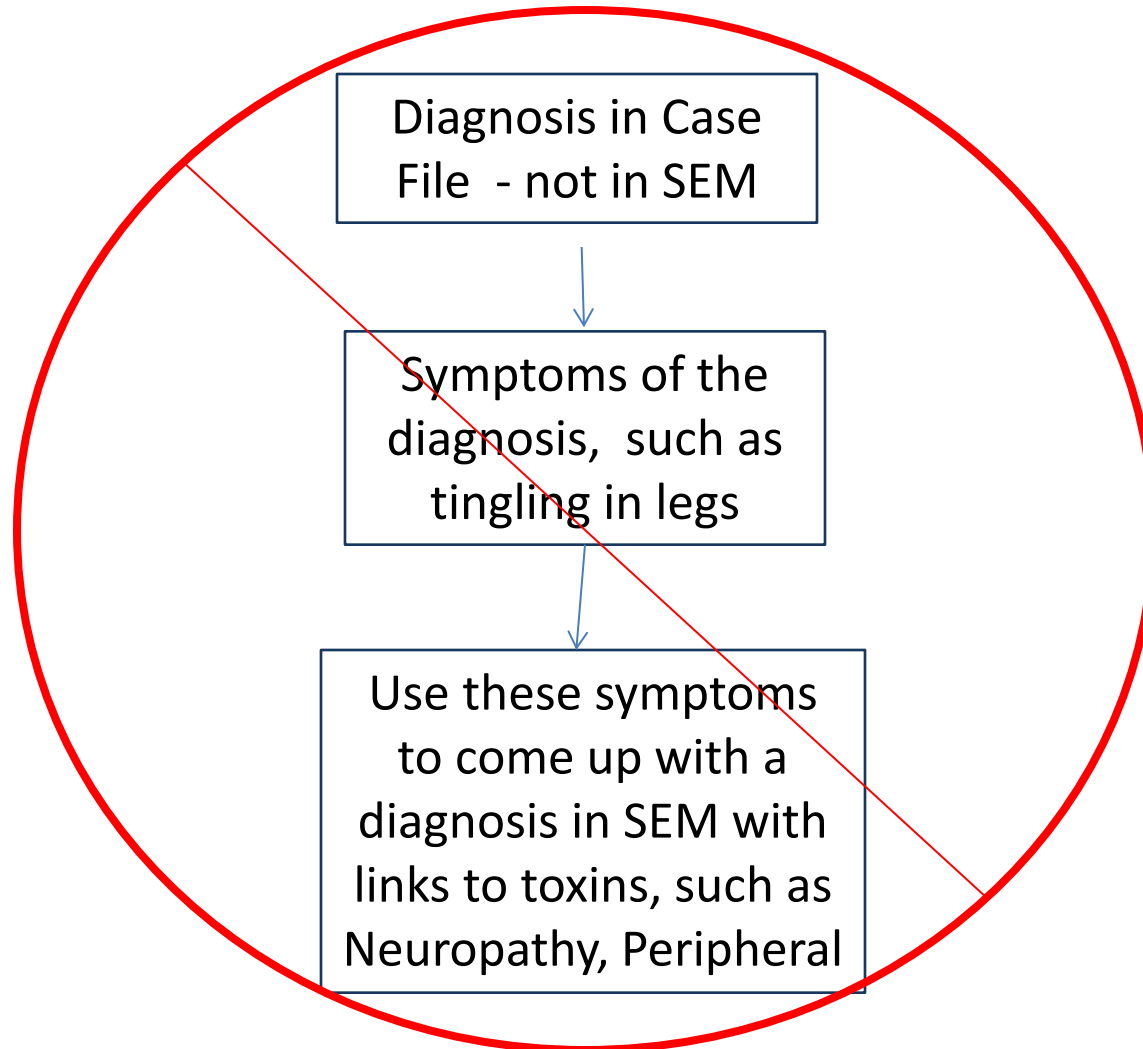 Diagnosis in Case
File  - not in SEM
Symptoms of the
diagnosis,  such as
tingling in legs
Use these symptoms
to come up with a
diagnosis in SEM with
links to toxins, such as
Neuropathy, Peripheral